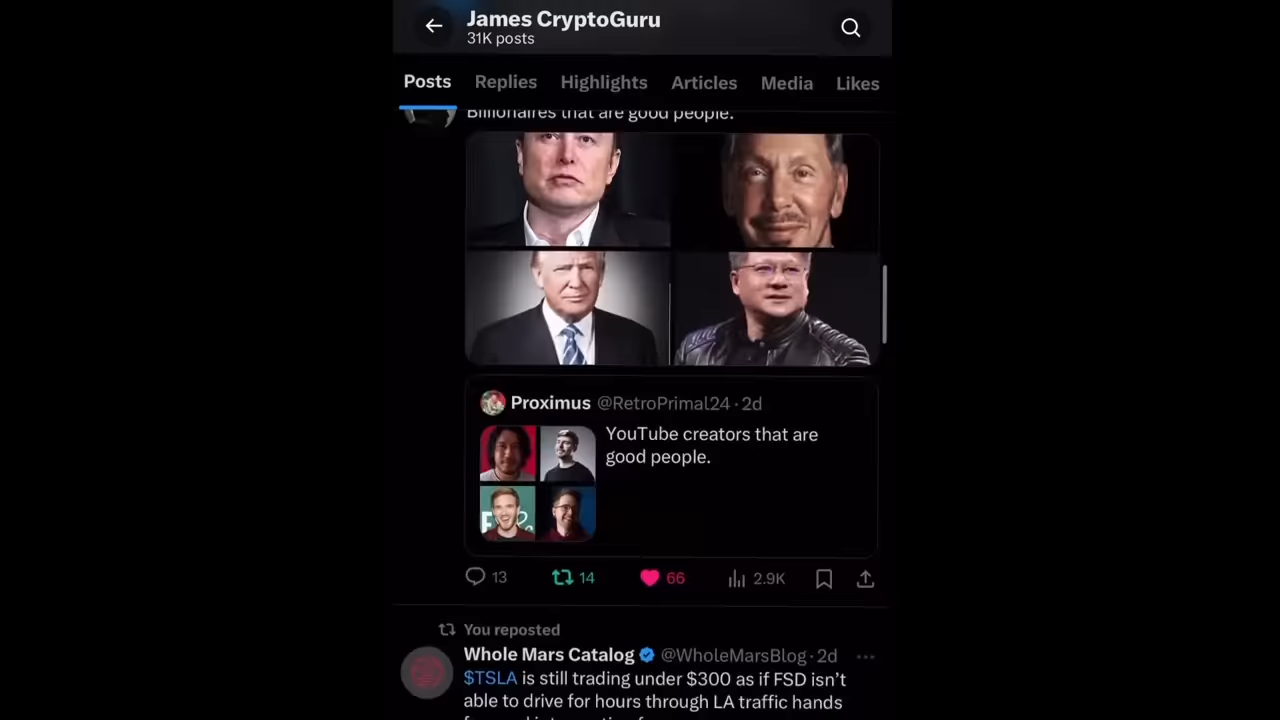 James CryptoGuru
31K posts
Posts Replies Highlights Articles Media Likes
Billionaires that are good people.
Proximus @RetroPrimal24 · 2d
YouTube creators that are
good people.
13 14 66 2.9K
You reposted
Whole Mars Catalog @WholeMarsBlog · 2d
$TSLA is still trading under $300 as if FSD isn't
able to drive for hours through LA traffic hands